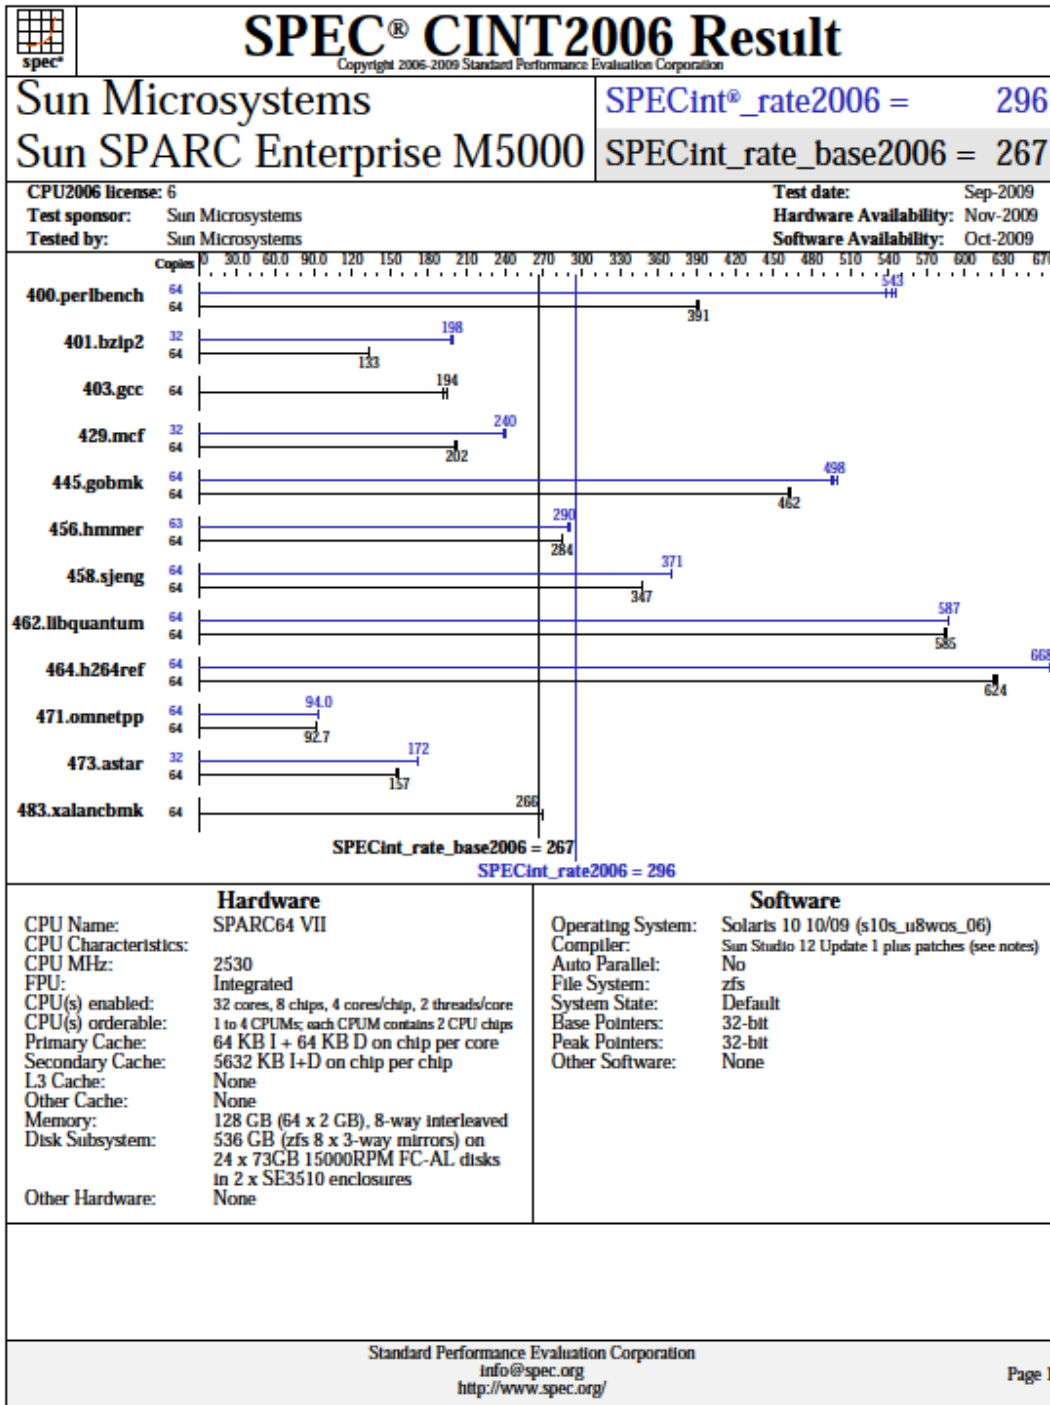 spec®
SPEC® CINT2006 Result
Copyright 2006-2009 Standard Performance Evaluation Corporation
Sun Microsystems
Sun SPARC Enterprise M5000
SPECint®_rate2006 = 296
SPECint_rate_base2006 = 267
CPU2006 license: 6
Test date: Sep-2009
Test sponsor: Sun Microsystems
Hardware Availability: Nov-2009
Tested by: Sun Microsystems
Software Availability: Oct-2009
Copies 0 30.0 60.0 90.0 120 150 180 210 240 270 300 330 360 390 420 450 480 510 540 570 600 630 670
400.perlbench 64 543
64 391
401.bzip2 32 198
64 133
403.gcc 64 194
429.mcf 32 240
64 202
445.gobmk 64 498
64 462
456.hmmer 63 290
64 284
458.sjeng 64 371
64 347
462.libquantum 64 587
64 585
464.h264ref 64 668
64 624
471.omnetpp 64 94.0
64 92.7
473.astar 32 172
64 157
483.xalancbmk 64 266
SPECint_rate_base2006 = 267
SPECint_rate2006 = 296
Hardware
CPU Name: SPARC64 VII
CPU Characteristics:
CPU MHz: 2530
FPU: Integrated
CPU(s) enabled: 32 cores, 8 chips, 4 cores/chip, 2 threads/core
CPU(s) orderable: 1 to 4 CPUMs; each CPUM contains 2 CPU chips
Primary Cache: 64 KB I + 64 KB D on chip per core
Secondary Cache: 5632 KB I+D on chip per chip
L3 Cache: None
Other Cache: None
Memory: 128 GB (64 x 2 GB), 8-way interleaved
Disk Subsystem: 536 GB (zfs 8 x 3-way mirrors) on
24 x 73GB 15000RPM FC-AL disks
in 2 x SE3510 enclosures
Other Hardware: None
Software
Operating System: Solaris 10 10/09 (s10s_u8wos_06)
Compiler: Sun Studio 12 Update 1 plus patches (see notes)
Auto Parallel: No
File System: zfs
System State: Default
Base Pointers: 32-bit
Peak Pointers: 32-bit
Other Software: None
Standard Performance Evaluation Corporation
info@spec.org
http://www.spec.org/
Page 1